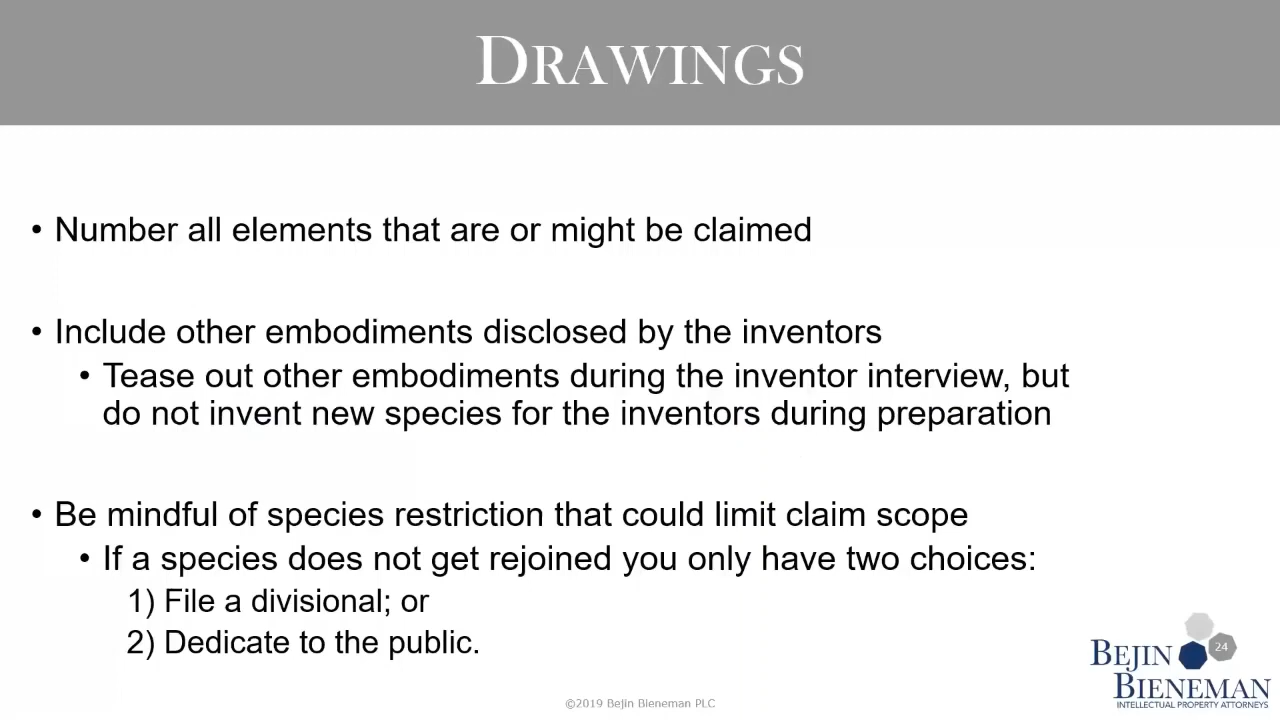 DRAWINGS
• Number all elements that are or might be claimed
• Include other embodiments disclosed by the inventors
• Tease out other embodiments during the inventor interview, but
do not invent new species for the inventors during preparation
• Be mindful of species restriction that could limit claim scope
• If a species does not get rejoined you only have two choices:
1) File a divisional; or
2) Dedicate to the public.
24
BEJIN
BIENEMAN
INTELLECTUAL PROPERTY ATTORNEYS
©2019 Bejin Bieneman PLC